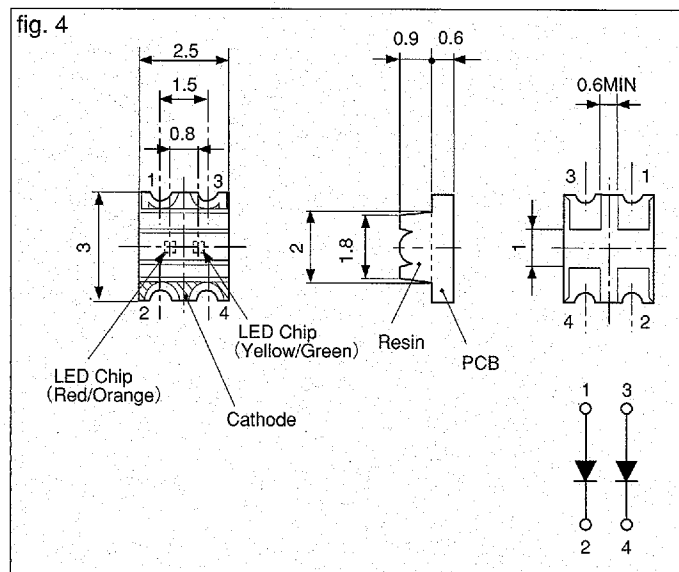 fig. 4
2.5
1.5
0.8
1 3
3
2 4
LED Chip
(Yellow/Green)
LED Chip
(Red/Orange)
Cathode
0.9 0.6
2
1.8
Resin
PCB
0.6MIN
3 1
1
4 2
1 3
2 4